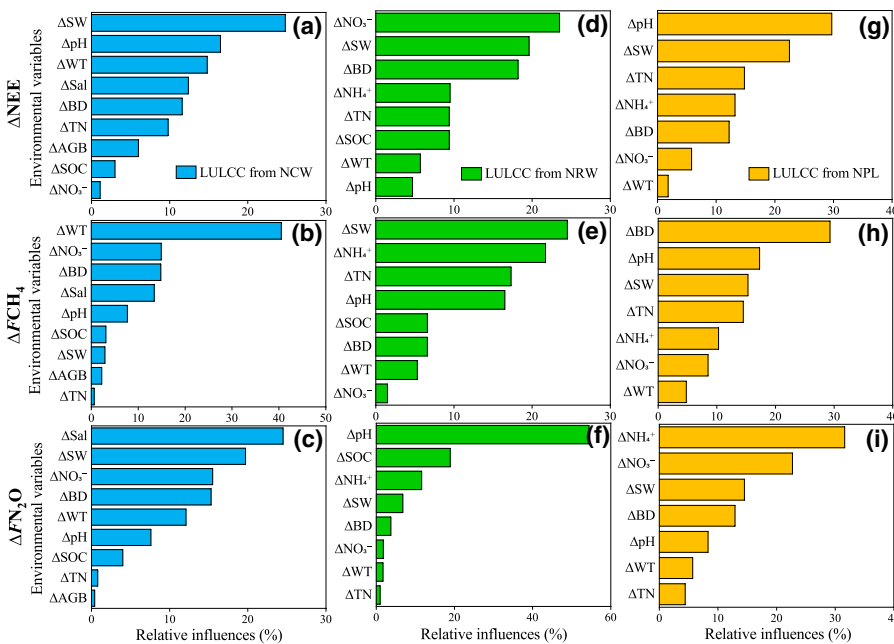 ΔNEE
Environmental variables
ΔSW
ΔpH
ΔWT
ΔSal
ΔBD
ΔTN
ΔAGB
ΔSOC
ΔNO₃⁻
(a)
LULCC from NCW
0 10 20 30
ΔNO₃⁻
ΔSW
ΔBD
ΔNH₄⁺
ΔTN
ΔSOC
ΔWT
ΔpH
(d)
LULCC from NRW
0 10 20 30
ΔpH
ΔSW
ΔTN
ΔNH₄⁺
ΔBD
ΔNO₃⁻
ΔWT
(g)
LULCC from NPL
0 10 20 30 40
ΔFCH₄
Environmental variables
ΔWT
ΔNO₃⁻
ΔBD
ΔSal
ΔpH
ΔSOC
ΔSW
ΔAGB
ΔTN
(b)
0 10 20 30 40 50
ΔSW
ΔNH₄⁺
ΔTN
ΔpH
ΔSOC
ΔBD
ΔWT
ΔNO₃⁻
(e)
0 10 20 30
ΔBD
ΔpH
ΔSW
ΔTN
ΔNH₄⁺
ΔNO₃⁻
ΔWT
(h)
0 10 20 30 40
ΔFN₂O
Environmental variables
ΔSal
ΔSW
ΔNO₃⁻
ΔBD
ΔWT
ΔpH
ΔSOC
ΔTN
ΔAGB
(c)
0 10 20 30
Relative influences (%)
ΔpH
ΔSOC
ΔNH₄⁺
ΔSW
ΔBD
ΔNO₃⁻
ΔWT
ΔTN
(f)
0 20 40 60
Relative influences (%)
ΔNH₄⁺
ΔNO₃⁻
ΔSW
ΔBD
ΔpH
ΔWT
ΔTN
(i)
0 10 20 30 40
Relative influences (%)